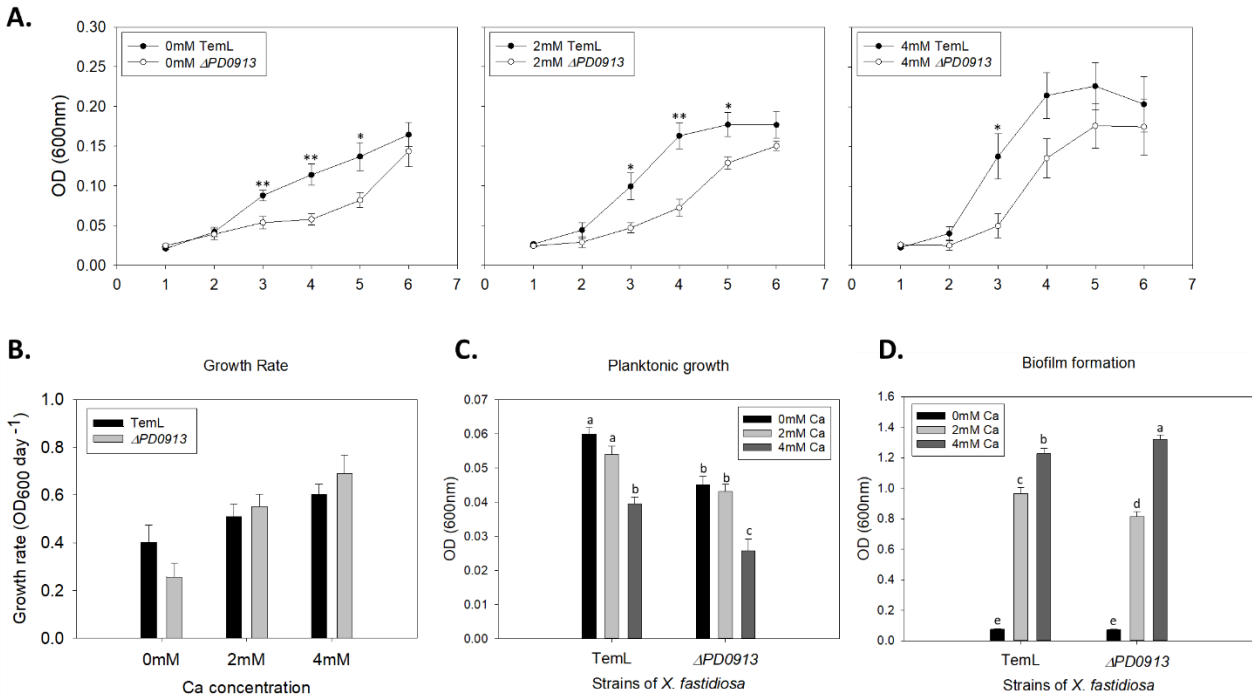 A.
0mM TemL
0mM ΔPD0913
2mM TemL
2mM ΔPD0913
4mM TemL
4mM ΔPD0913
OD (600nm)
0.30
0.25
0.20
0.15
0.10
0.05
0.00
** ** *
* ** *
*
0 1 2 3 4 5 6 7
0 1 2 3 4 5 6 7
0 1 2 3 4 5 6 7
B.
Growth Rate
TemL
ΔPD0913
Growth rate (OD600 day -1)
1.0
0.8
0.6
0.4
0.2
0.0
0mM 2mM 4mM
Ca concentration
C.
Planktonic growth
0mM Ca
2mM Ca
4mM Ca
OD (600nm)
0.07
0.06
0.05
0.04
0.03
0.02
0.01
0.00
a a b b b c
TemL ΔPD0913
Strains of X. fastidiosa
D.
Biofilm formation
0mM Ca
2mM Ca
4mM Ca
OD (600nm)
1.6
1.4
1.2
1.0
0.8
0.6
0.4
0.2
0.0
e c b e d a
TemL ΔPD0913
Strains of X. fastidiosa